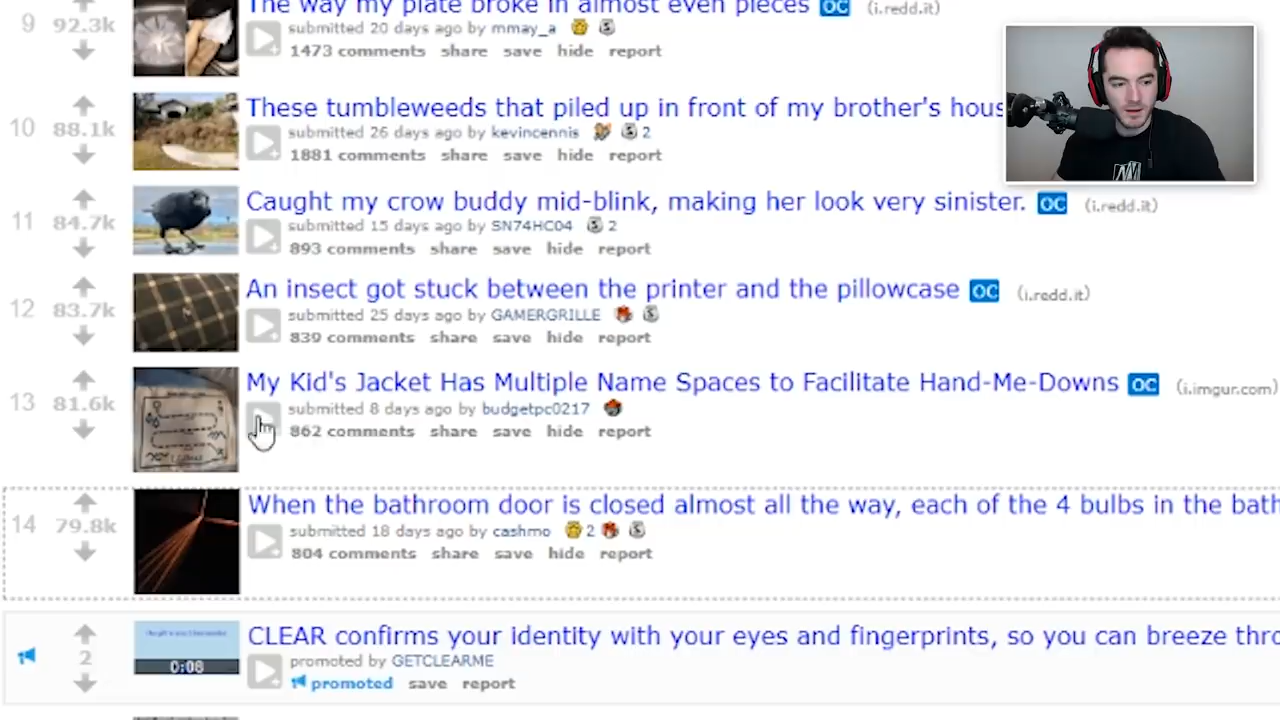 The way my plate broke in almost even pieces OC (i.redd.it)
9 92.3k
submitted 20 days ago by mmay_a
1473 comments share save hide report
These tumbleweeds that piled up in front of my brother's hous
10 88.1k
submitted 26 days ago by kevincennis 2
1881 comments share save hide report
Caught my crow buddy mid-blink, making her look very sinister. OC (i.redd.it)
11 84.7k
submitted 15 days ago by SN74HC04 2
893 comments share save hide report
An insect got stuck between the printer and the pillowcase OC (i.redd.it)
12 83.7k
submitted 25 days ago by GAMERGRILLE
839 comments share save hide report
My Kid's Jacket Has Multiple Name Spaces to Facilitate Hand-Me-Downs OC (i.imgur.com)
13 81.6k
submitted 8 days ago by budgetpc0217
862 comments share save hide report
When the bathroom door is closed almost all the way, each of the 4 bulbs in the bath
14 79.8k
submitted 18 days ago by cashmo 2
804 comments share save hide report
CLEAR confirms your identity with your eyes and fingerprints, so you can breeze thro
2
0:08
promoted by GETCLEARME
promoted save report